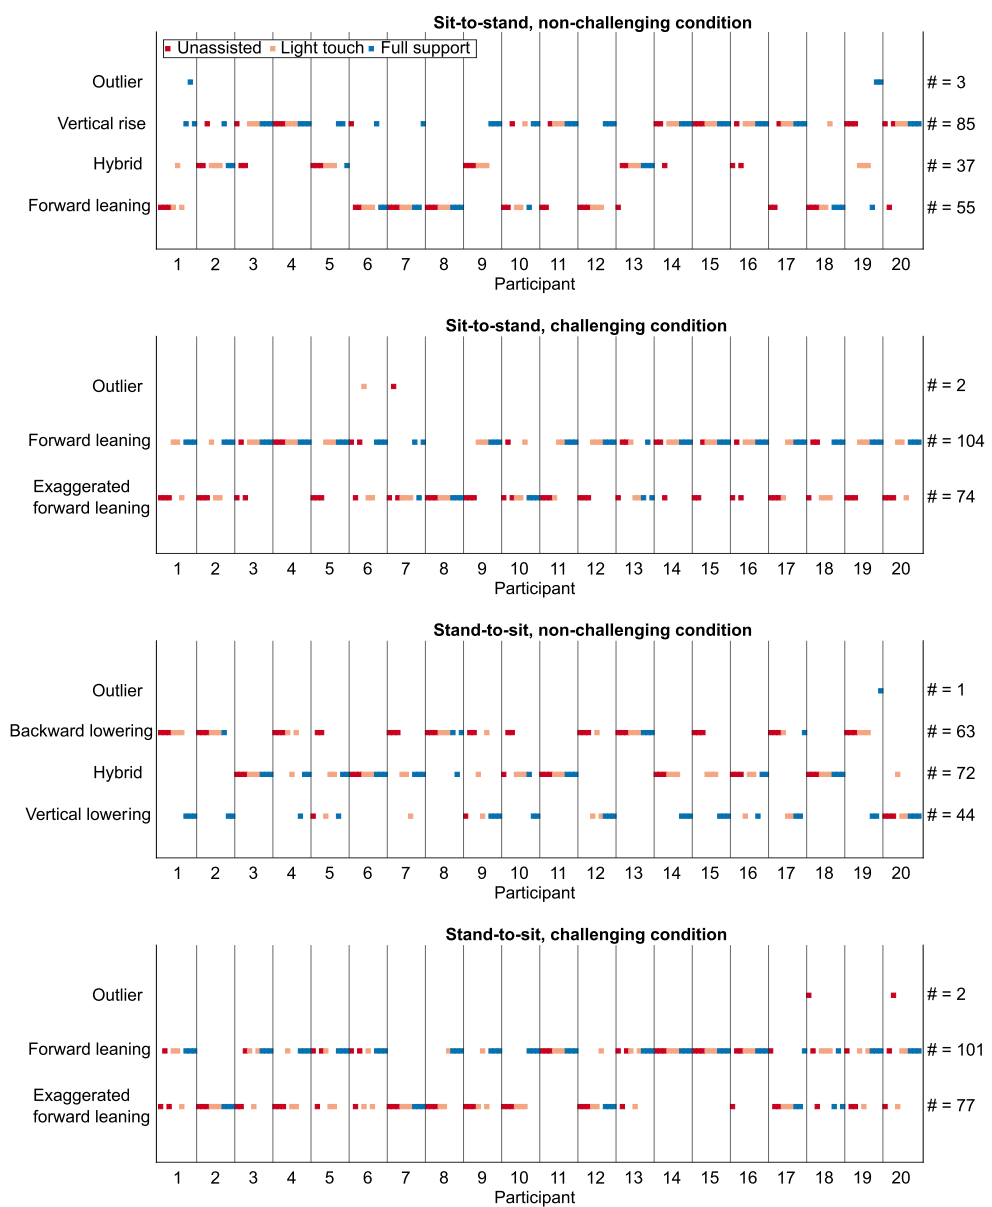 Sit-to-stand, non-challenging condition
Unassisted Light touch Full support
Outlier # = 3
Vertical rise # = 85
Hybrid # = 37
Forward leaning # = 55
1 2 3 4 5 6 7 8 9 10 11 12 13 14 15 16 17 18 19 20
Participant
Sit-to-stand, challenging condition
Outlier # = 2
Forward leaning # = 104
Exaggerated
forward leaning # = 74
1 2 3 4 5 6 7 8 9 10 11 12 13 14 15 16 17 18 19 20
Participant
Stand-to-sit, non-challenging condition
Outlier # = 1
Backward lowering # = 63
Hybrid # = 72
Vertical lowering # = 44
1 2 3 4 5 6 7 8 9 10 11 12 13 14 15 16 17 18 19 20
Participant
Stand-to-sit, challenging condition
Outlier # = 2
Forward leaning # = 101
Exaggerated
forward leaning # = 77
1 2 3 4 5 6 7 8 9 10 11 12 13 14 15 16 17 18 19 20
Participant